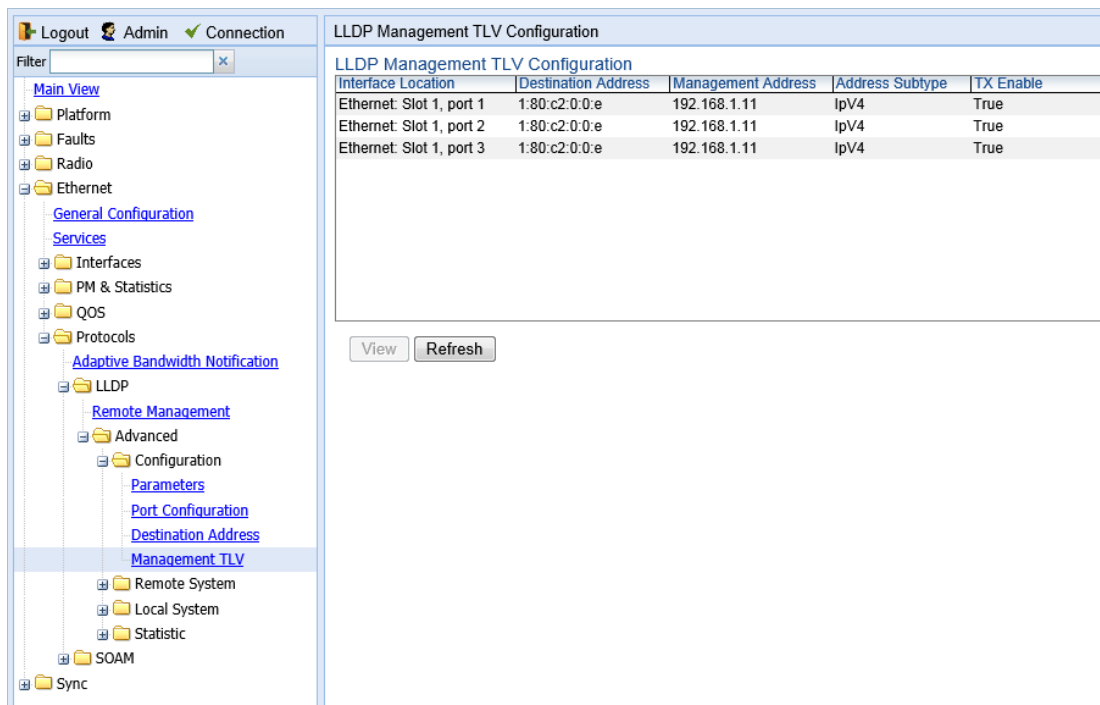 Logout Admin Connection
Filter
Main View
Platform
Faults
Radio
Ethernet
General Configuration
Services
Interfaces
PM & Statistics
QOS
Protocols
Adaptive Bandwidth Notification
LLDP
Remote Management
Advanced
Configuration
Parameters
Port Configuration
Destination Address
Management TLV
Remote System
Local System
Statistic
SOAM
Sync
LLDP Management TLV Configuration
LLDP Management TLV Configuration
Interface Location Destination Address Management Address Address Subtype TX Enable
Ethernet: Slot 1, port 1 1:80:c2:0:0:e 192.168.1.11 IpV4 True
Ethernet: Slot 1, port 2 1:80:c2:0:0:e 192.168.1.11 IpV4 True
Ethernet: Slot 1, port 3 1:80:c2:0:0:e 192.168.1.11 IpV4 True
View Refresh